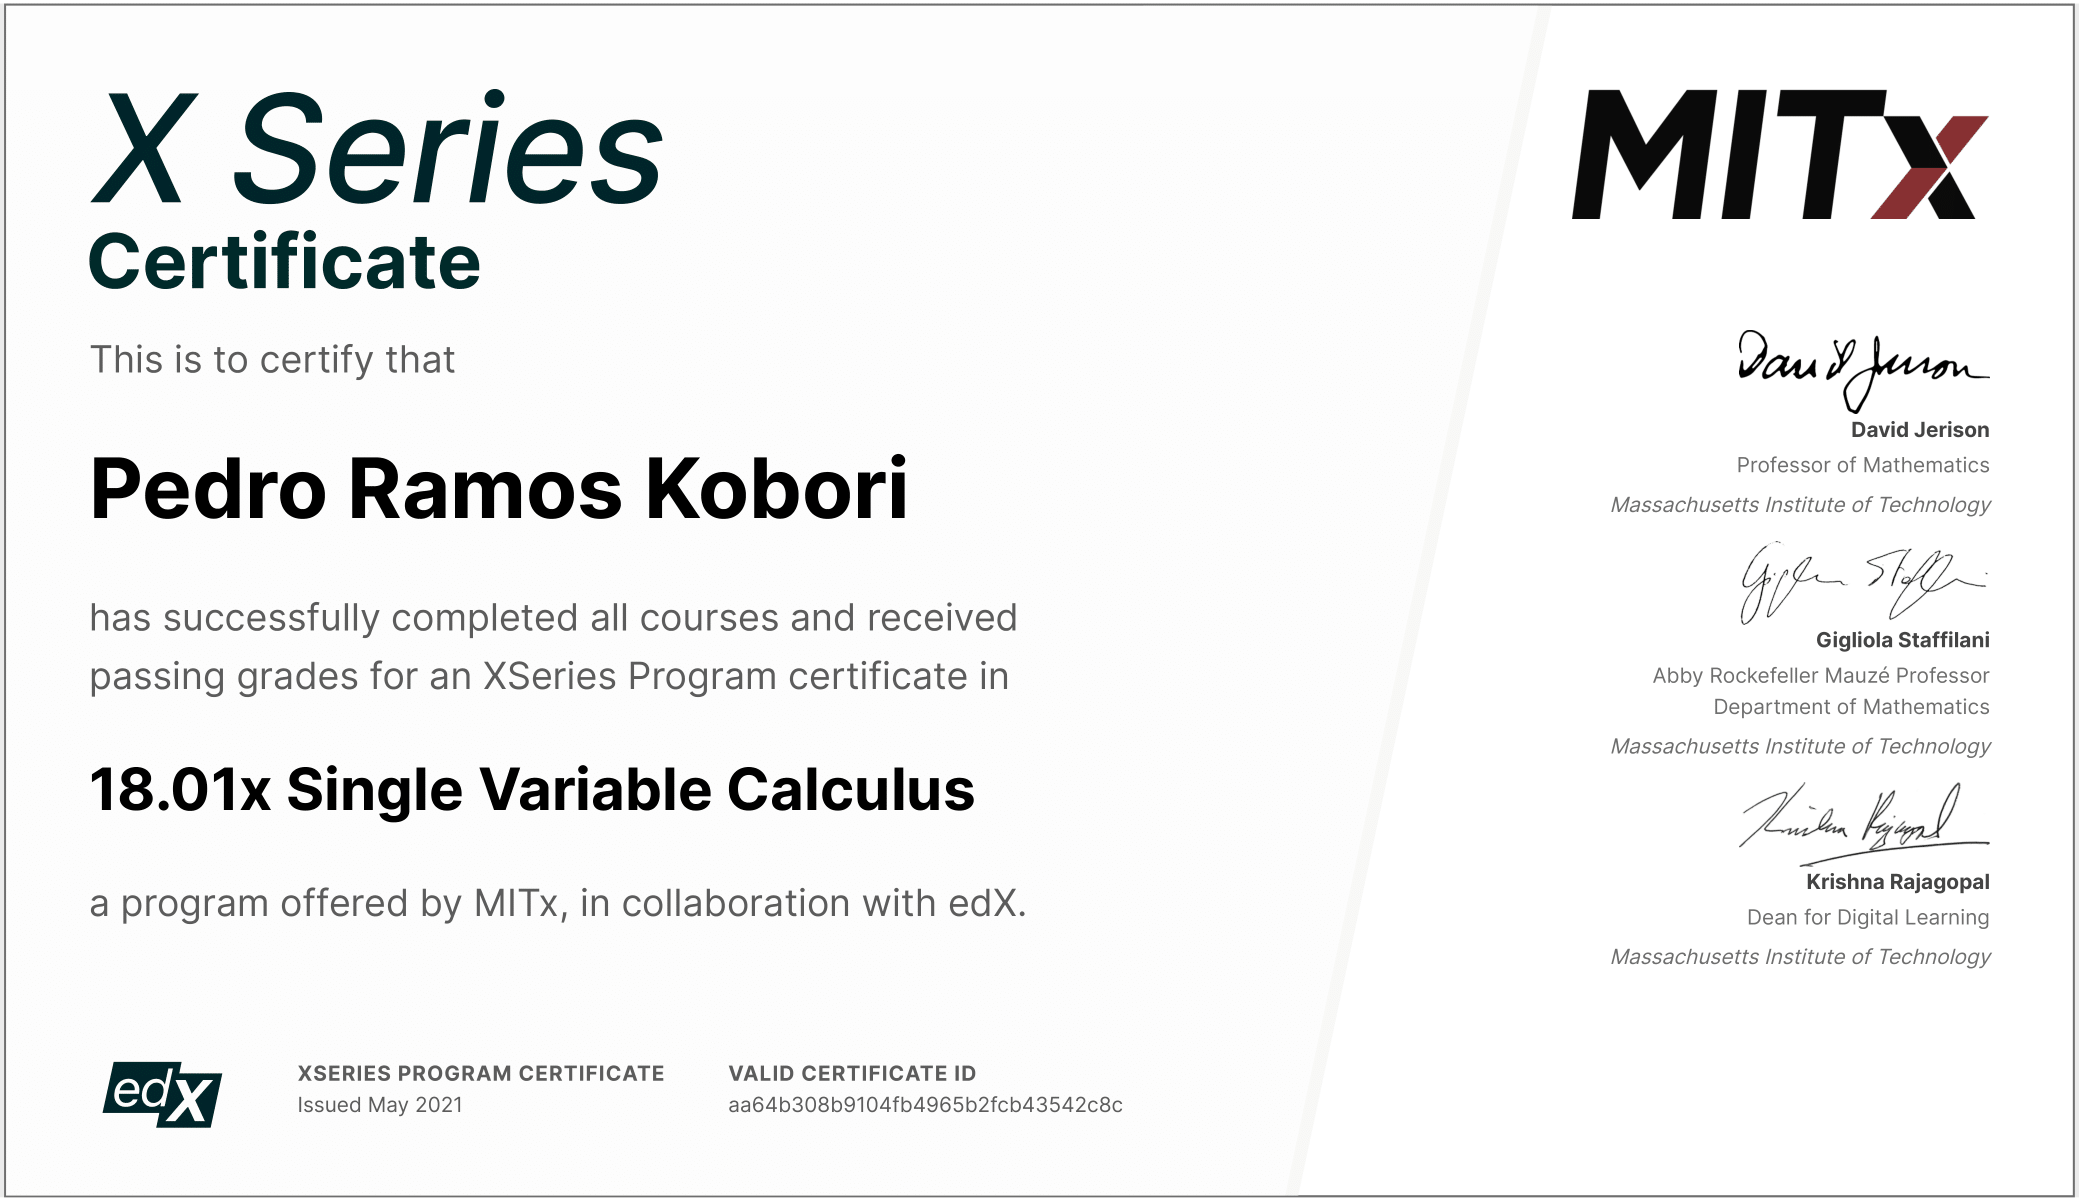 X Series
Certificate
This is to certify that
Pedro Ramos Kobori
has successfully completed all courses and received
passing grades for an XSeries Program certificate in
18.01x Single Variable Calculus
a program offered by MITx, in collaboration with edX.
edX
XSERIES PROGRAM CERTIFICATE
Issued May 2021
VALID CERTIFICATE ID
aa64b308b9104fb4965b2fcb43542c8c
MITx
David Jerison
David Jerison
Professor of Mathematics
Massachusetts Institute of Technology
Gigliola Staffilani
Abby Rockefeller Mauzé Professor
Department of Mathematics
Massachusetts Institute of Technology
Krishna Rajagopal
Dean for Digital Learning
Massachusetts Institute of Technology